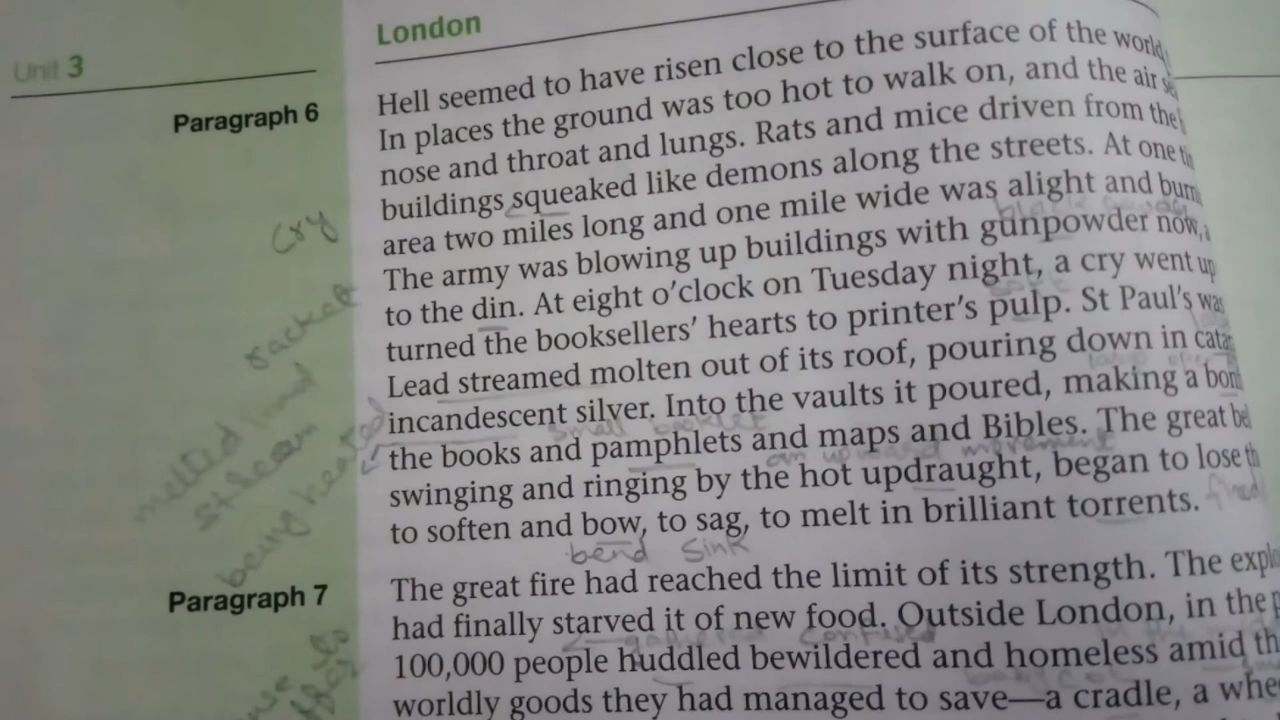 London
Unit 3
Paragraph 6
Hell seemed to have risen close to the surface of the world
In places the ground was too hot to walk on, and the air
nose and throat and lungs. Rats and mice driven from the
buildings squeaked like demons along the streets. At one
cry
area two miles long and one mile wide was alight and
The army was blowing up buildings with gunpowder now,
racket
to the din. At eight o'clock on Tuesday night, a cry went up
turned the booksellers' hearts to printer's pulp. St Paul's was
Lead streamed molten out of its roof, pouring down in
melted
stream
being heated
incandescent silver. Into the vaults it poured, making a
small booklet
the books and pamphlets and maps and Bibles. The great
an upward movement
swinging and ringing by the hot updraught, began to lose
to soften and bow, to sag, to melt in brilliant torrents.
bend sink
Paragraph 7
The great fire had reached the limit of its strength. The
had finally starved it of new food. Outside London, in the
gathered confused
100,000 people huddled bewildered and homeless amid
worldly goods they had managed to save—a cradle, a